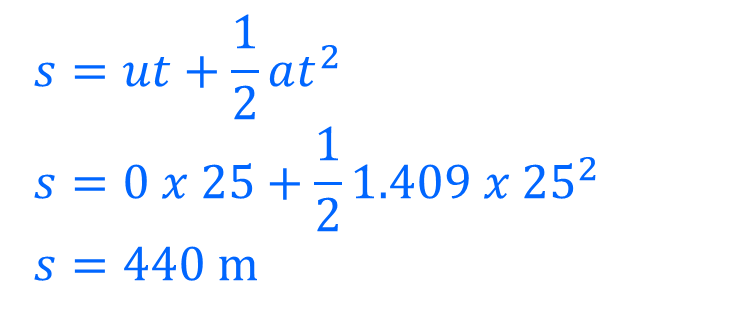 s = ut + 1/2 at²
s = 0 x 25 + 1/2 1.409 x 25²
s = 440 m